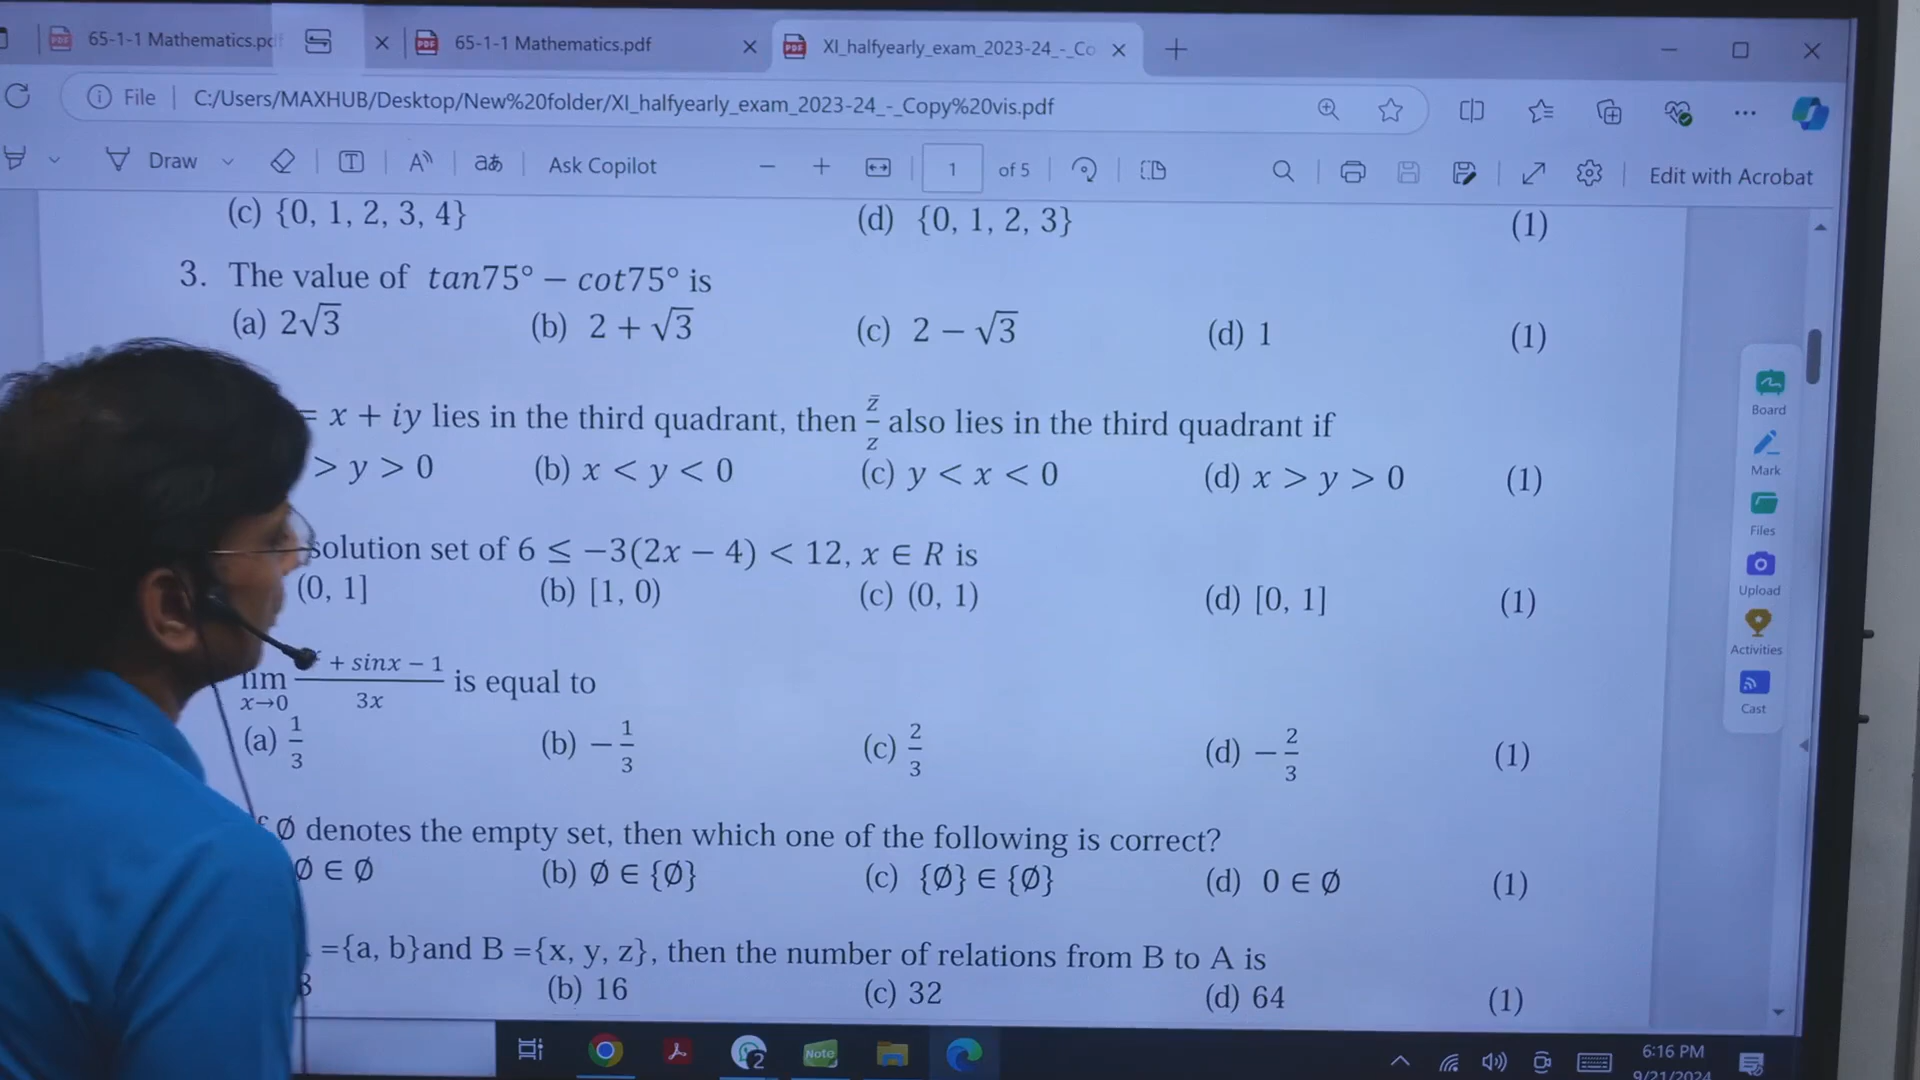 65-1-1 Mathematics.pdf
65-1-1 Mathematics.pdf
XI_halfyearly_exam_2023-24_-_Co
File C:/Users/MAXHUB/Desktop/New%20folder/XI_halfyearly_exam_2023-24_-_Copy%20vis.pdf
Draw T A aあ Ask Copilot − + 1 of 5 Edit with Acrobat
(c) {0, 1, 2, 3, 4} (d) {0, 1, 2, 3} (1)
3. The value of tan75° − cot75° is
(a) 2√3 (b) 2 + √3 (c) 2 − √3 (d) 1 (1)
= x + iy lies in the third quadrant, then z̄/z also lies in the third quadrant if
> y > 0 (b) x < y < 0 (c) y < x < 0 (d) x > y > 0 (1)
solution set of 6 ≤ −3(2x − 4) < 12, x ∈ R is
(0, 1] (b) [1, 0) (c) (0, 1) (d) [0, 1] (1)
lim x→0 + sinx − 1 / 3x is equal to
(a) 1/3 (b) − 1/3 (c) 2/3 (d) − 2/3 (1)
∅ denotes the empty set, then which one of the following is correct?
∅ ∈ ∅ (b) ∅ ∈ {∅} (c) {∅} ∈ {∅} (d) 0 ∈ ∅ (1)
={a, b}and B ={x, y, z}, then the number of relations from B to A is
(b) 16 (c) 32 (d) 64 (1)
Board
Mark
Files
Upload
Activities
Cast
2 Note
6:16 PM
9/21/2024